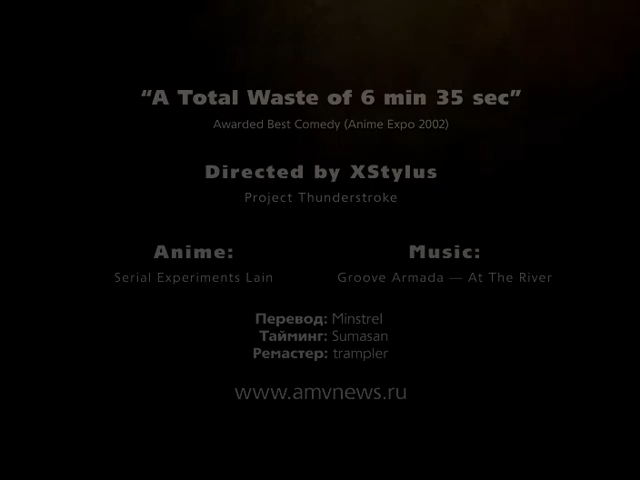 “A Total Waste of 6 min 35 sec”
Awarded Best Comedy (Anime Expo 2002)
Directed by XStylus
Project Thunderstroke
Anime:
Serial Experiments Lain
Music:
Groove Armada — At The River
Перевод: Minstrel
Тайминг: Sumasan
Ремастер: trampler
www.amvnews.ru